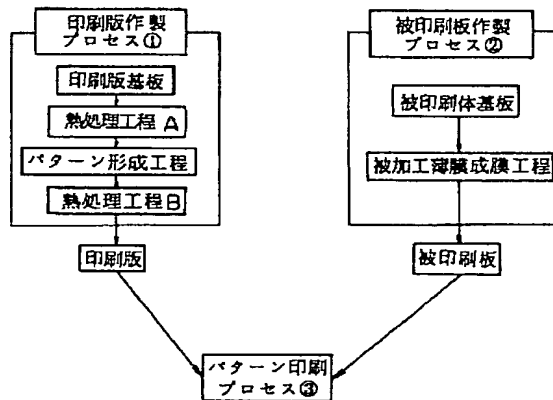 印刷版作製
プロセス①
印刷版基板
熱処理工程A
パターン形成工程
熱処理工程B
印刷版
被印刷板作製
プロセス②
被印刷体基板
被加工薄膜成膜工程
被印刷板
パターン印刷
プロセス③